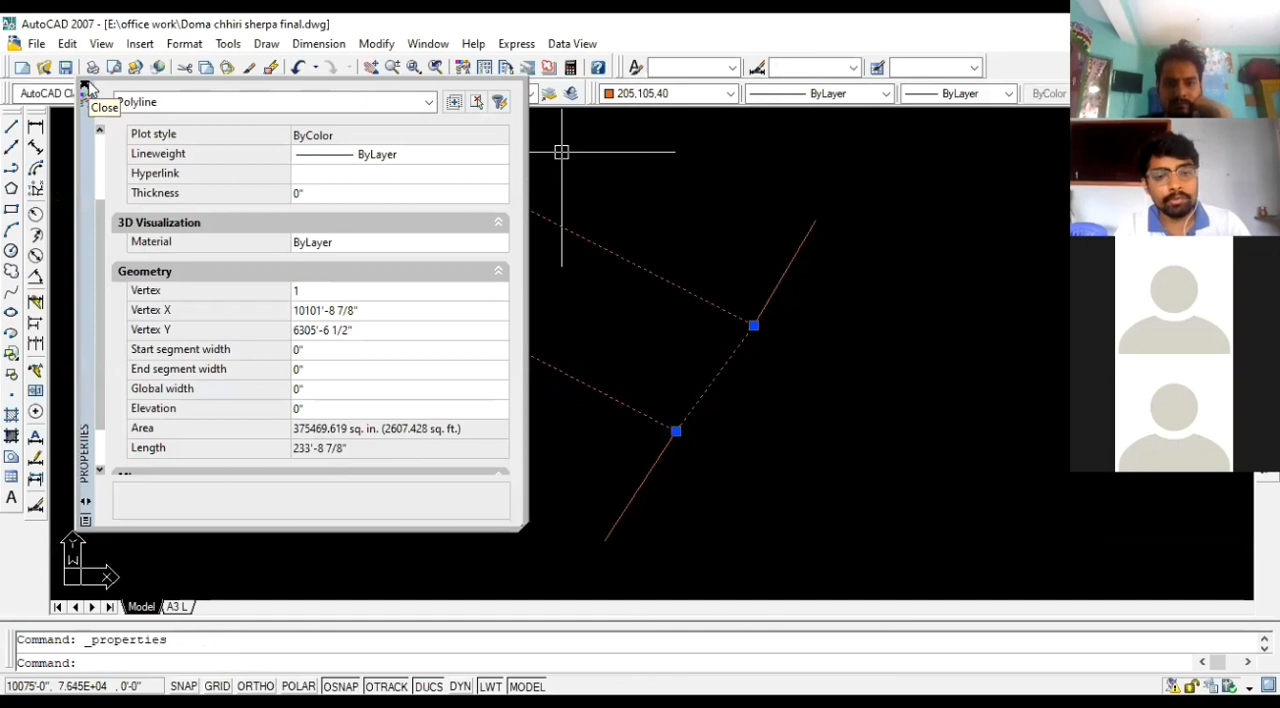 AutoCAD 2007 - [E:\office work\Doma chhiri sherpa final.dwg]
File Edit View Insert Format Tools Draw Dimension Modify Window Help Express Data View
AutoCAD Cl
205,105,40
ByLayer
ByLayer
ByColor
Close
Polyline
Plot style ByColor
Lineweight ByLayer
Hyperlink
Thickness 0"
3D Visualization
Material ByLayer
Geometry
Vertex 1
Vertex X 10101'-8 7/8"
Vertex Y 6305'-6 1/2"
Start segment width 0"
End segment width 0"
Global width 0"
Elevation 0"
Area 375469.619 sq. in. (2607.428 sq. ft.)
Length 233'-8 7/8"
PROPERTIES
W
X
Model A3 L
Command: _properties
Command:
10075'-0", 7.645E+04 , 0'-0" SNAP GRID ORTHO POLAR OSNAP OTRACK DUCS DYN LWT MODEL